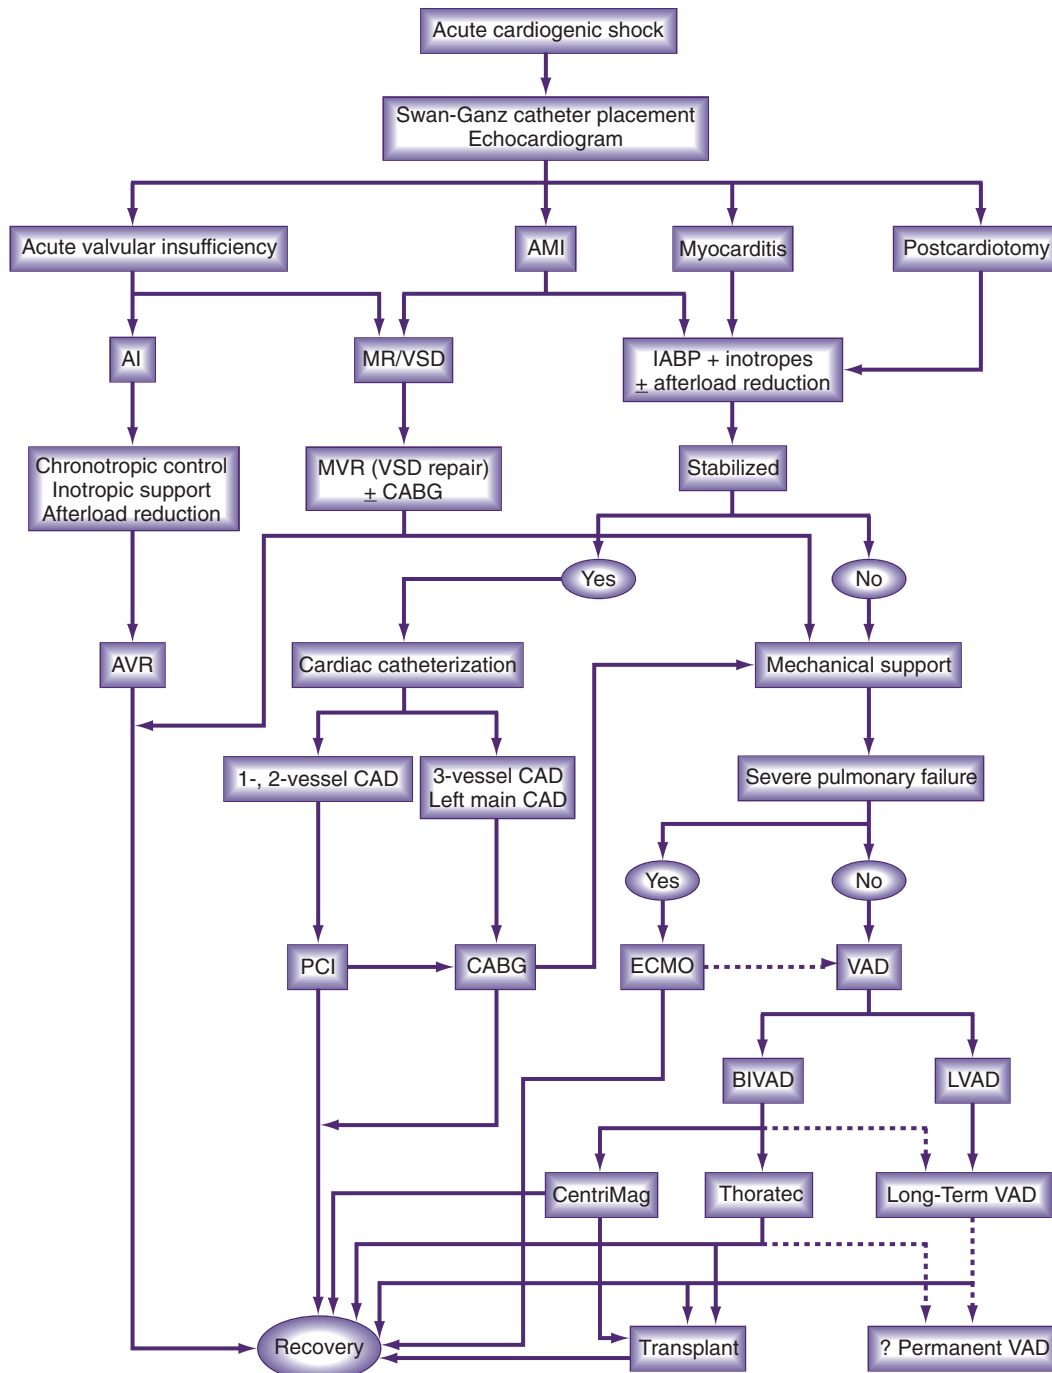 Acute cardiogenic shock
Swan-Ganz catheter placement
Echocardiogram
Acute valvular insufficiency
AMI
Myocarditis
Postcardiotomy
AI
MR/VSD
IABP + inotropes
± afterload reduction
Chronotropic control
Inotropic support
Afterload reduction
MVR (VSD repair)
± CABG
Stabilized
Yes
No
AVR
Cardiac catheterization
Mechanical support
1-, 2-vessel CAD
3-vessel CAD
Left main CAD
Severe pulmonary failure
Yes
No
PCI
CABG
ECMO
VAD
BIVAD
LVAD
CentriMag
Thoratec
Long-Term VAD
Recovery
Transplant
? Permanent VAD